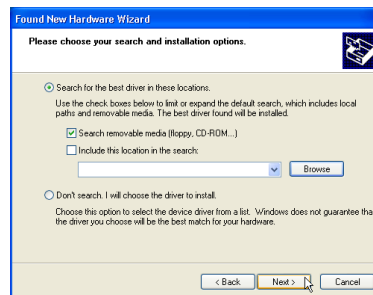 Found New Hardware Wizard
Please choose your search and installation options.
Search for the best driver in these locations.
Use the check boxes below to limit or expand the default search, which includes local
paths and removable media. The best driver found will be installed.
Search removable media (floppy, CD-ROM...)
Include this location in the search:
Browse
Don't search. I will choose the driver to install.
Choose this option to select the device driver from a list. Windows does not guarantee tha
the driver you choose will be the best match for your hardware.
< Back
Next >
Cancel